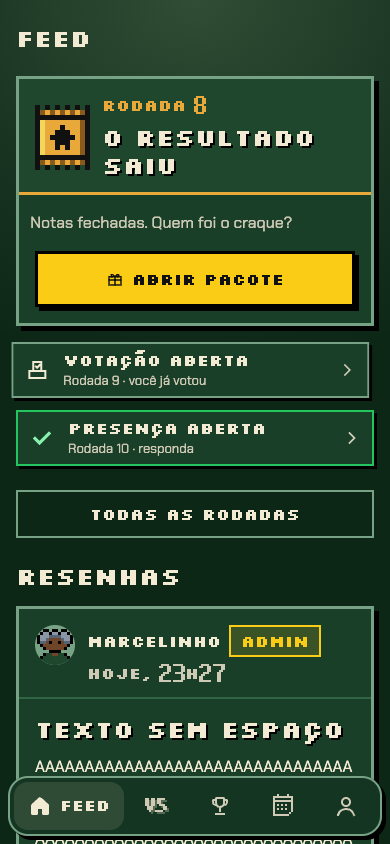 FEED
RODADA 8
O RESULTADO
SAIU
Notas fechadas. Quem foi o craque?
ABRIR PACOTE
VOTAÇÃO ABERTA
Rodada 9 · você já votou
PRESENÇA ABERTA
Rodada 10 · responda
TODAS AS RODADAS
RESENHAS
MARCELINHO ADMIN
HOJE, 23H27
TEXTO SEM ESPAÇO
AAAAAAAAAAAAAAAAAAAAAAAAAAAAAAAA
FEED VS